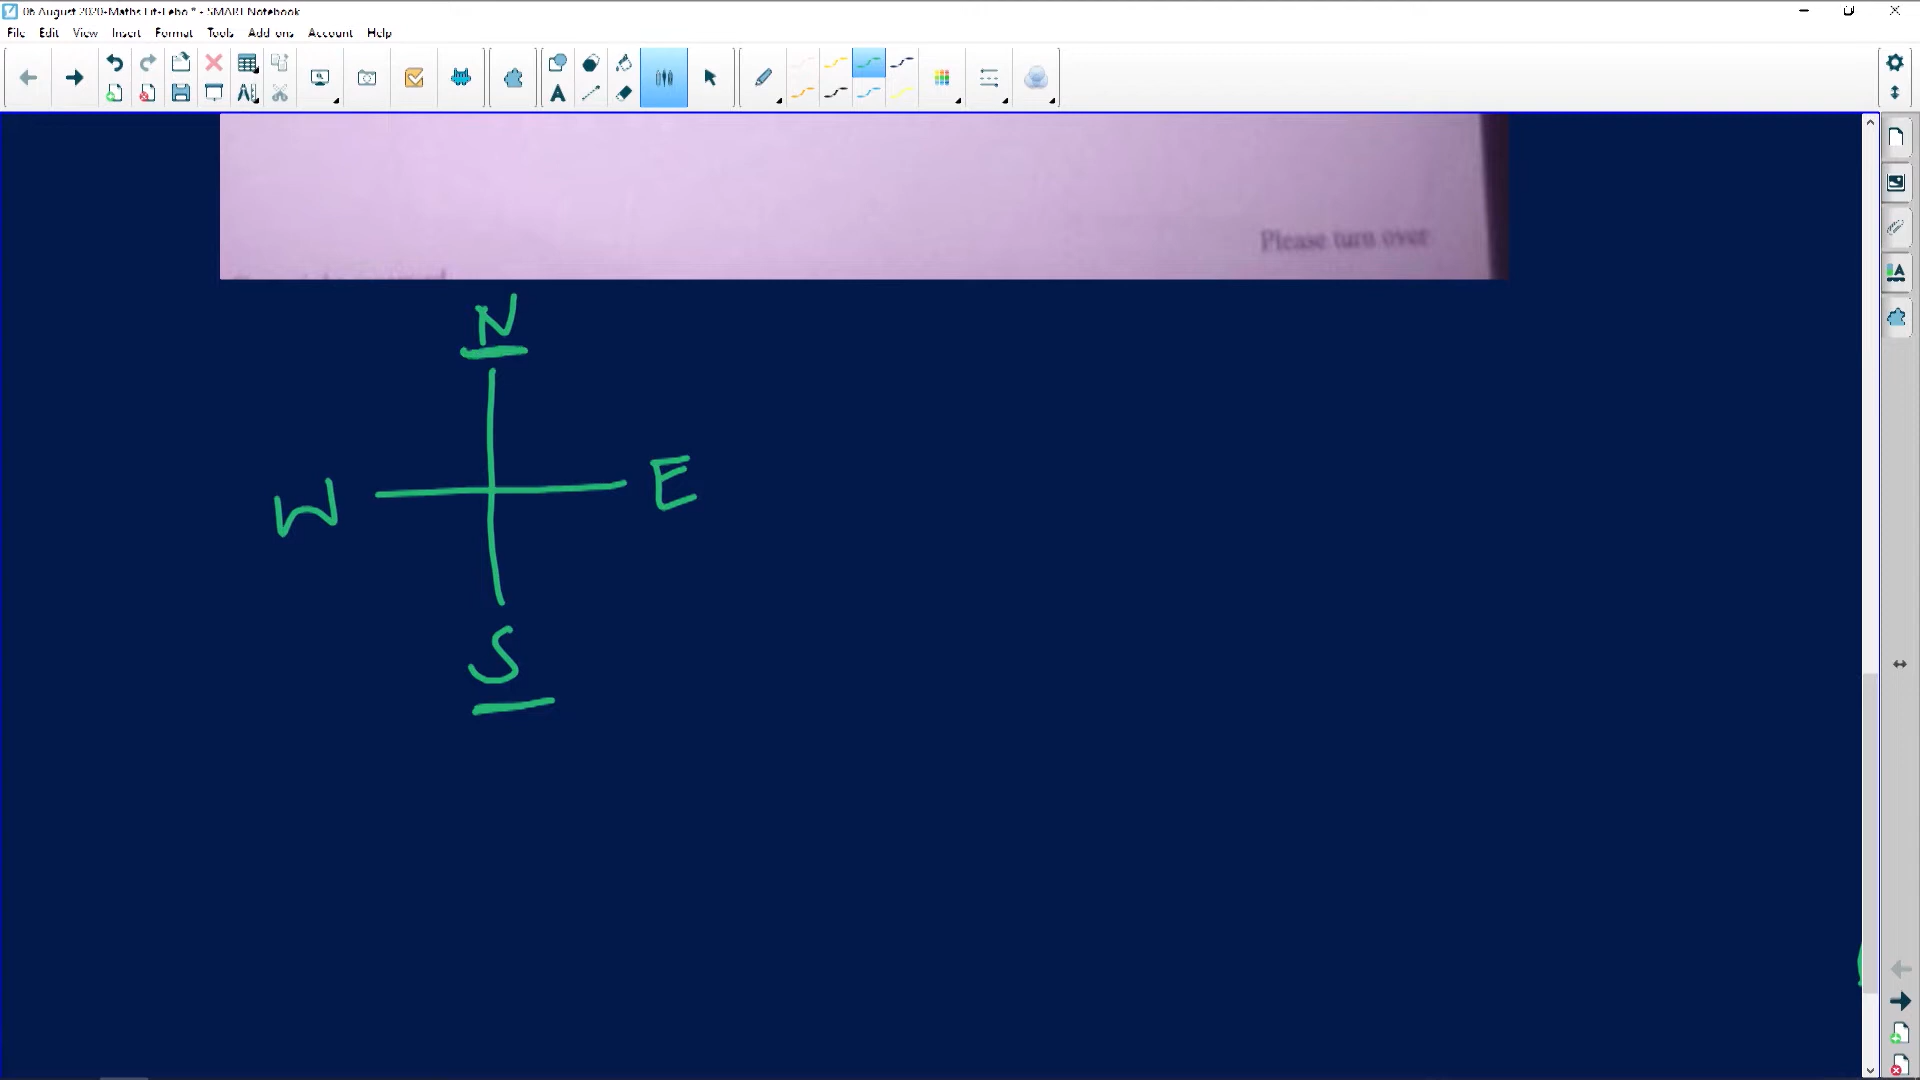 06 August 2020-Maths Lit-Lebo * - SMART Notebook
File Edit View Insert Format Tools Add-ons Account Help
Please turn over
N
W E
S